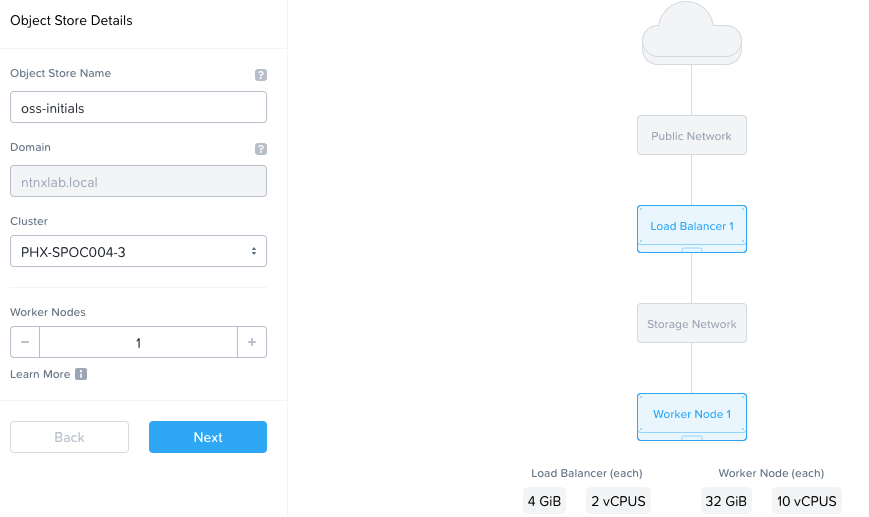 Object Store Details
Object Store Name
?
oss-initials
Domain
?
ntnxlab.local
Cluster
PHX-SPOC004-3
Worker Nodes
− 1 +
Learn More i
Back Next
Public Network
Load Balancer 1
Storage Network
Worker Node 1
Load Balancer (each) Worker Node (each)
4 GiB 2 vCPUS 32 GiB 10 vCPUS